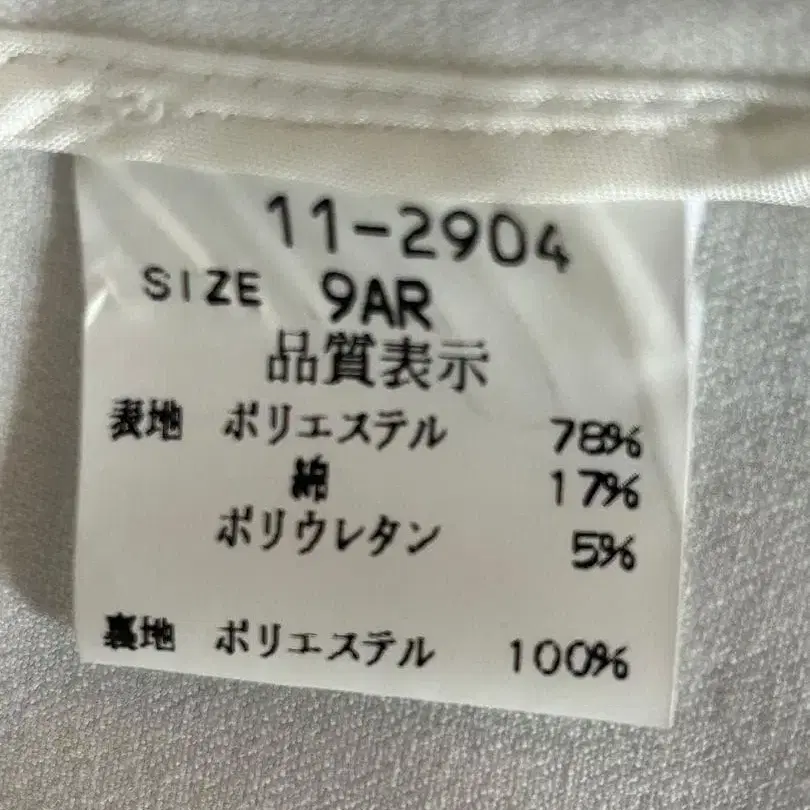 11-2904
SIZE 9AR
品質表示
表地 ポリエステル 78%
綿 17%
ポリウレタン 5%
裏地 ポリエステル 100%